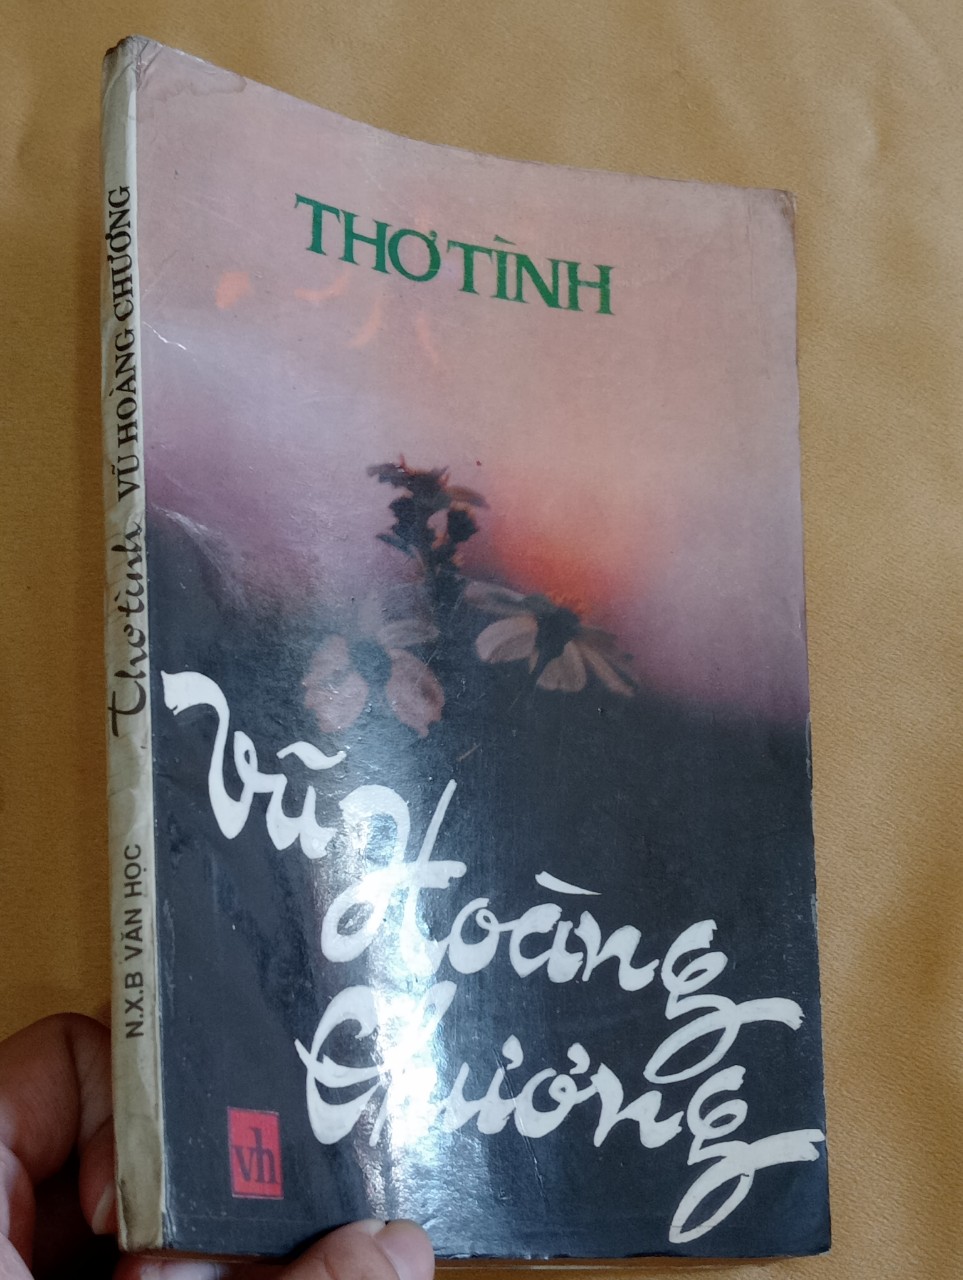 THƠ TÌNH
Vũ
Hoàng
Chương
vh
Thơ tình VŨ HOÀNG CHƯƠNG
N.X.B VĂN HỌC